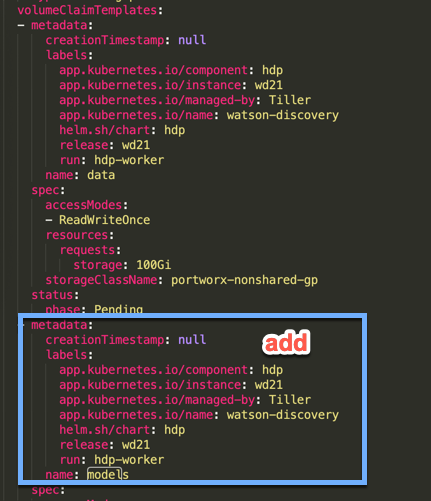 volumeClaimTemplates:
- metadata:
    creationTimestamp: null
    labels:
      app.kubernetes.io/component: hdp
      app.kubernetes.io/instance: wd21
      app.kubernetes.io/managed-by: Tiller
      app.kubernetes.io/name: watson-discovery
      helm.sh/chart: hdp
      release: wd21
      run: hdp-worker
    name: data
  spec:
    accessModes:
    - ReadWriteOnce
    resources:
      requests:
        storage: 100Gi
    storageClassName: portworx-nonshared-gp
  status:
    phase: Pending
- metadata:
    creationTimestamp: null
add
    labels:
      app.kubernetes.io/component: hdp
      app.kubernetes.io/instance: wd21
      app.kubernetes.io/managed-by: Tiller
      app.kubernetes.io/name: watson-discovery
      helm.sh/chart: hdp
      release: wd21
      run: hdp-worker
    name: models
  spec: